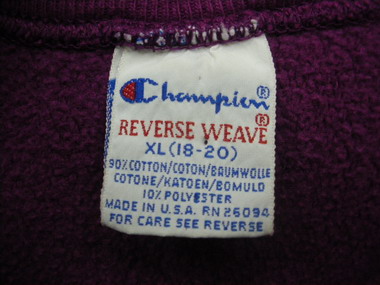 Champion®
REVERSE WEAVE®
XL (18-20)
90% COTTON/COTON/BAUMWOLLE
COTONE/KATOEN/BOMULD
10% POLYESTER
MADE IN U.S.A. RN 26094
FOR CARE SEE REVERSE